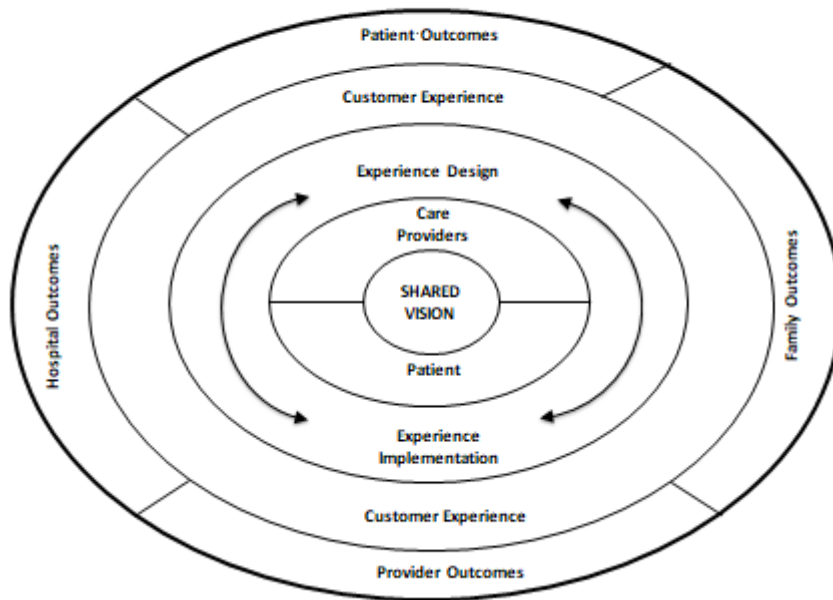 Patient·Outcomes
Customer Experience
Experience Design
Care
Providers
SHARED
VISION
Patient
Experience
Implementation
Customer Experience
Provider Outcomes
Hospital Outcomes
Family Outcomes